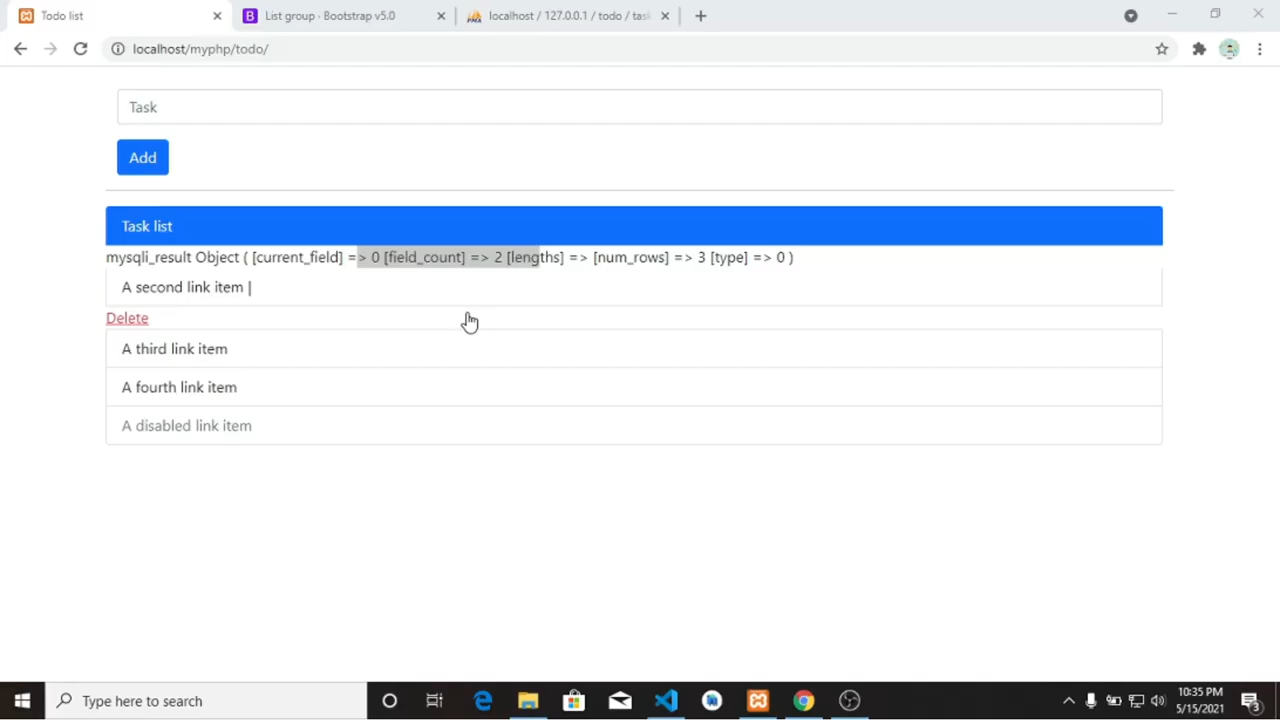 Todo list
List group · Bootstrap v5.0
localhost / 127.0.0.1 / todo / task
localhost/myphp/todo/
Task
Add
Task list
mysqli_result Object ( [current_field] => 0 [field_count] => 2 [lengths] => [num_rows] => 3 [type] => 0 )
A second link item |
Delete
A third link item
A fourth link item
A disabled link item
Type here to search
10:35 PM
5/15/2021
3